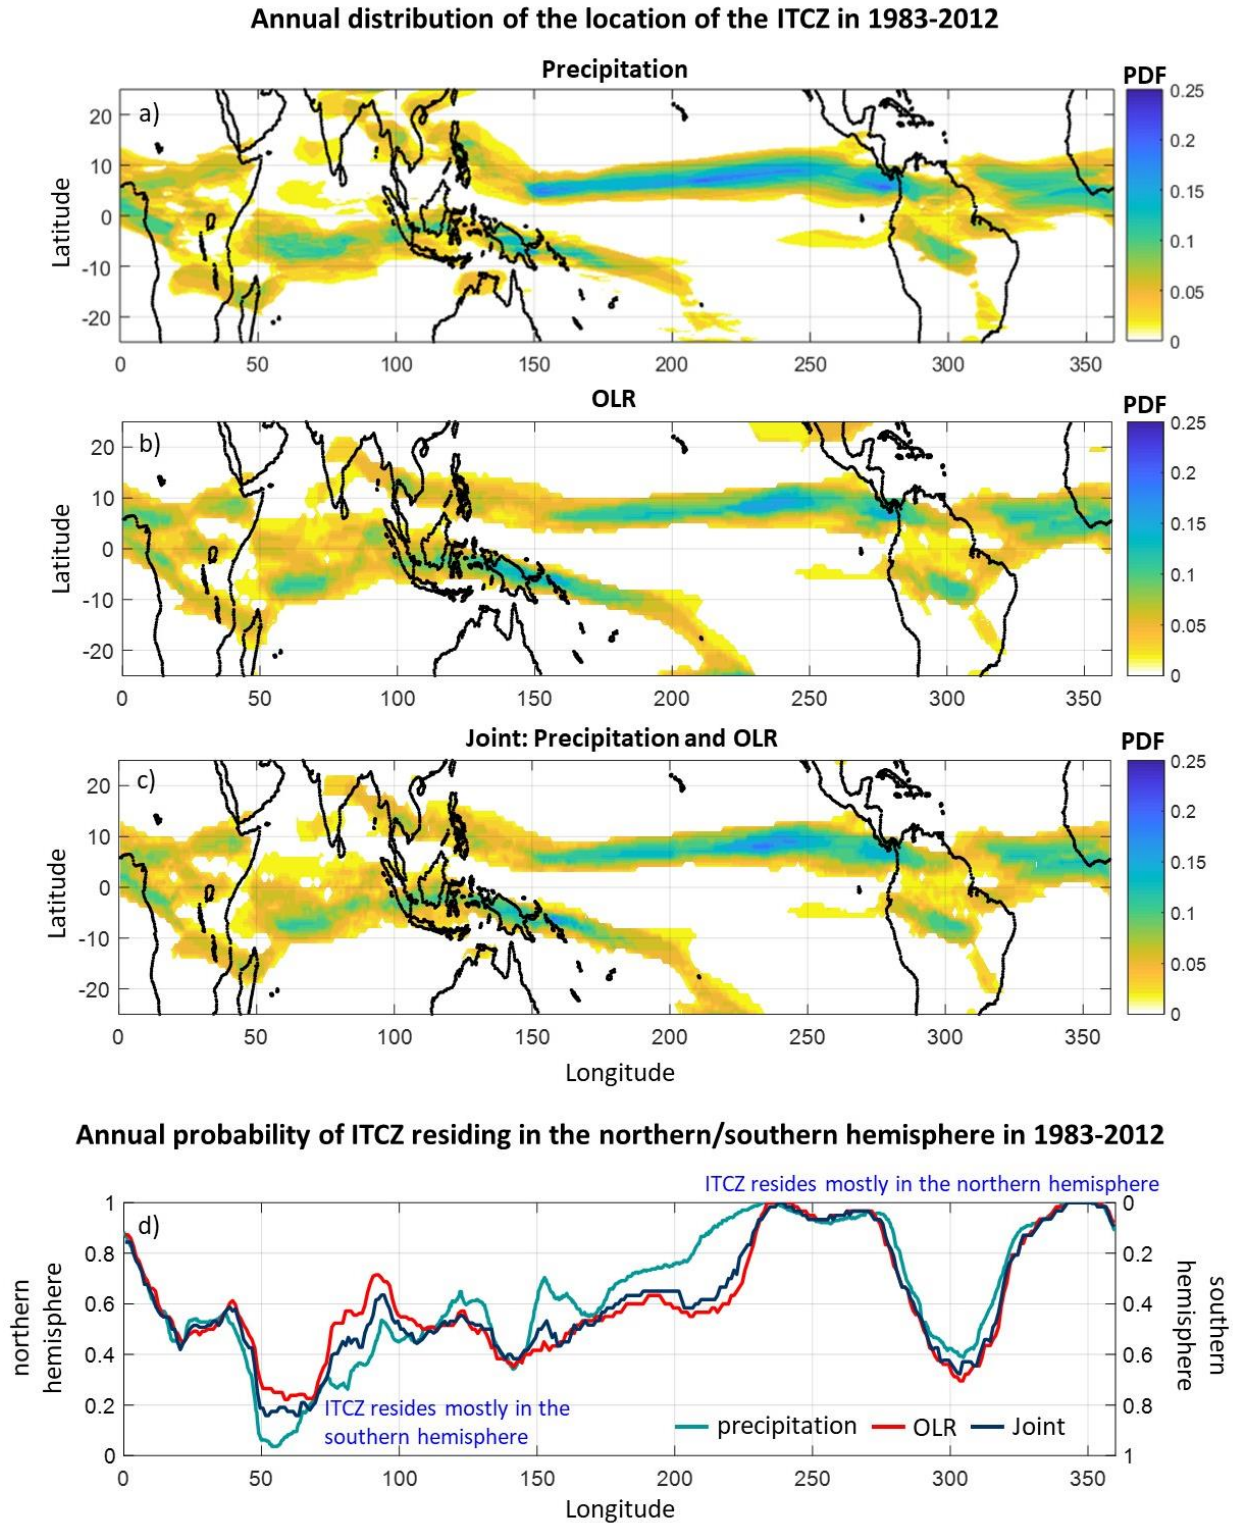 Annual distribution of the location of the ITCZ in 1983-2012
Precipitation
PDF
a)
Latitude
20
10
0
-10
-20
0 50 100 150 200 250 300 350
0.25
0.2
0.15
0.1
0.05
0
OLR
PDF
b)
Latitude
20
10
0
-10
-20
0 50 100 150 200 250 300 350
0.25
0.2
0.15
0.1
0.05
0
Joint: Precipitation and OLR
PDF
c)
Latitude
20
10
0
-10
-20
0 50 100 150 200 250 300 350
0.25
0.2
0.15
0.1
0.05
0
Longitude
Annual probability of ITCZ residing in the northern/southern hemisphere in 1983-2012
ITCZ resides mostly in the northern hemisphere
d)
northern
hemisphere
1
0.8
0.6
0.4
0.2
0
0
0.2
0.4
0.6
0.8
1
southern
hemisphere
ITCZ resides mostly in the
southern hemisphere
precipitation OLR Joint
0 50 100 150 200 250 300 350
Longitude